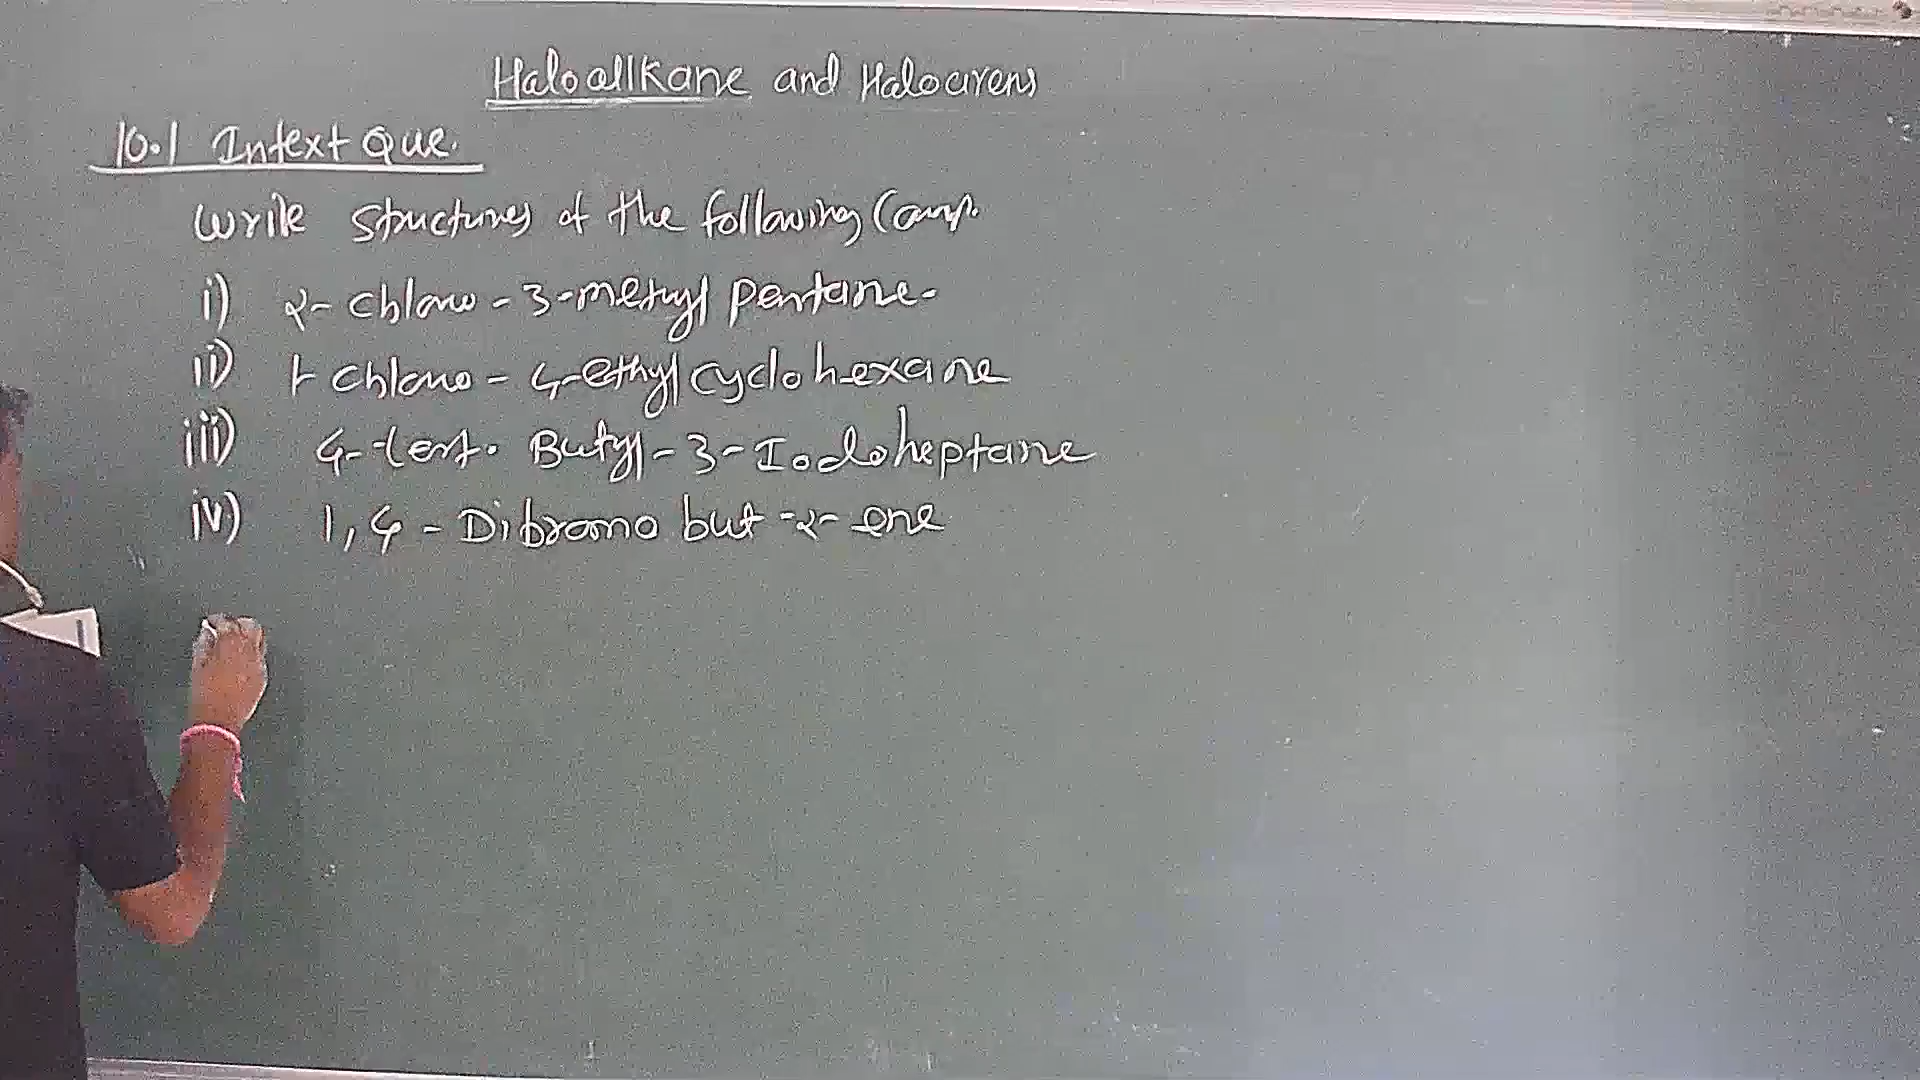 Haloalkane and Haloarens
10.1 Intext Que.
Write structures of the following Comp.
i) 2-chloro-3-methyl pentane-
ii) 1-chloro-4-ethyl cyclohexane
iii) 4-tert. Butyl-3-Iodoheptane
iv) 1,4-Dibromo but-2-ene